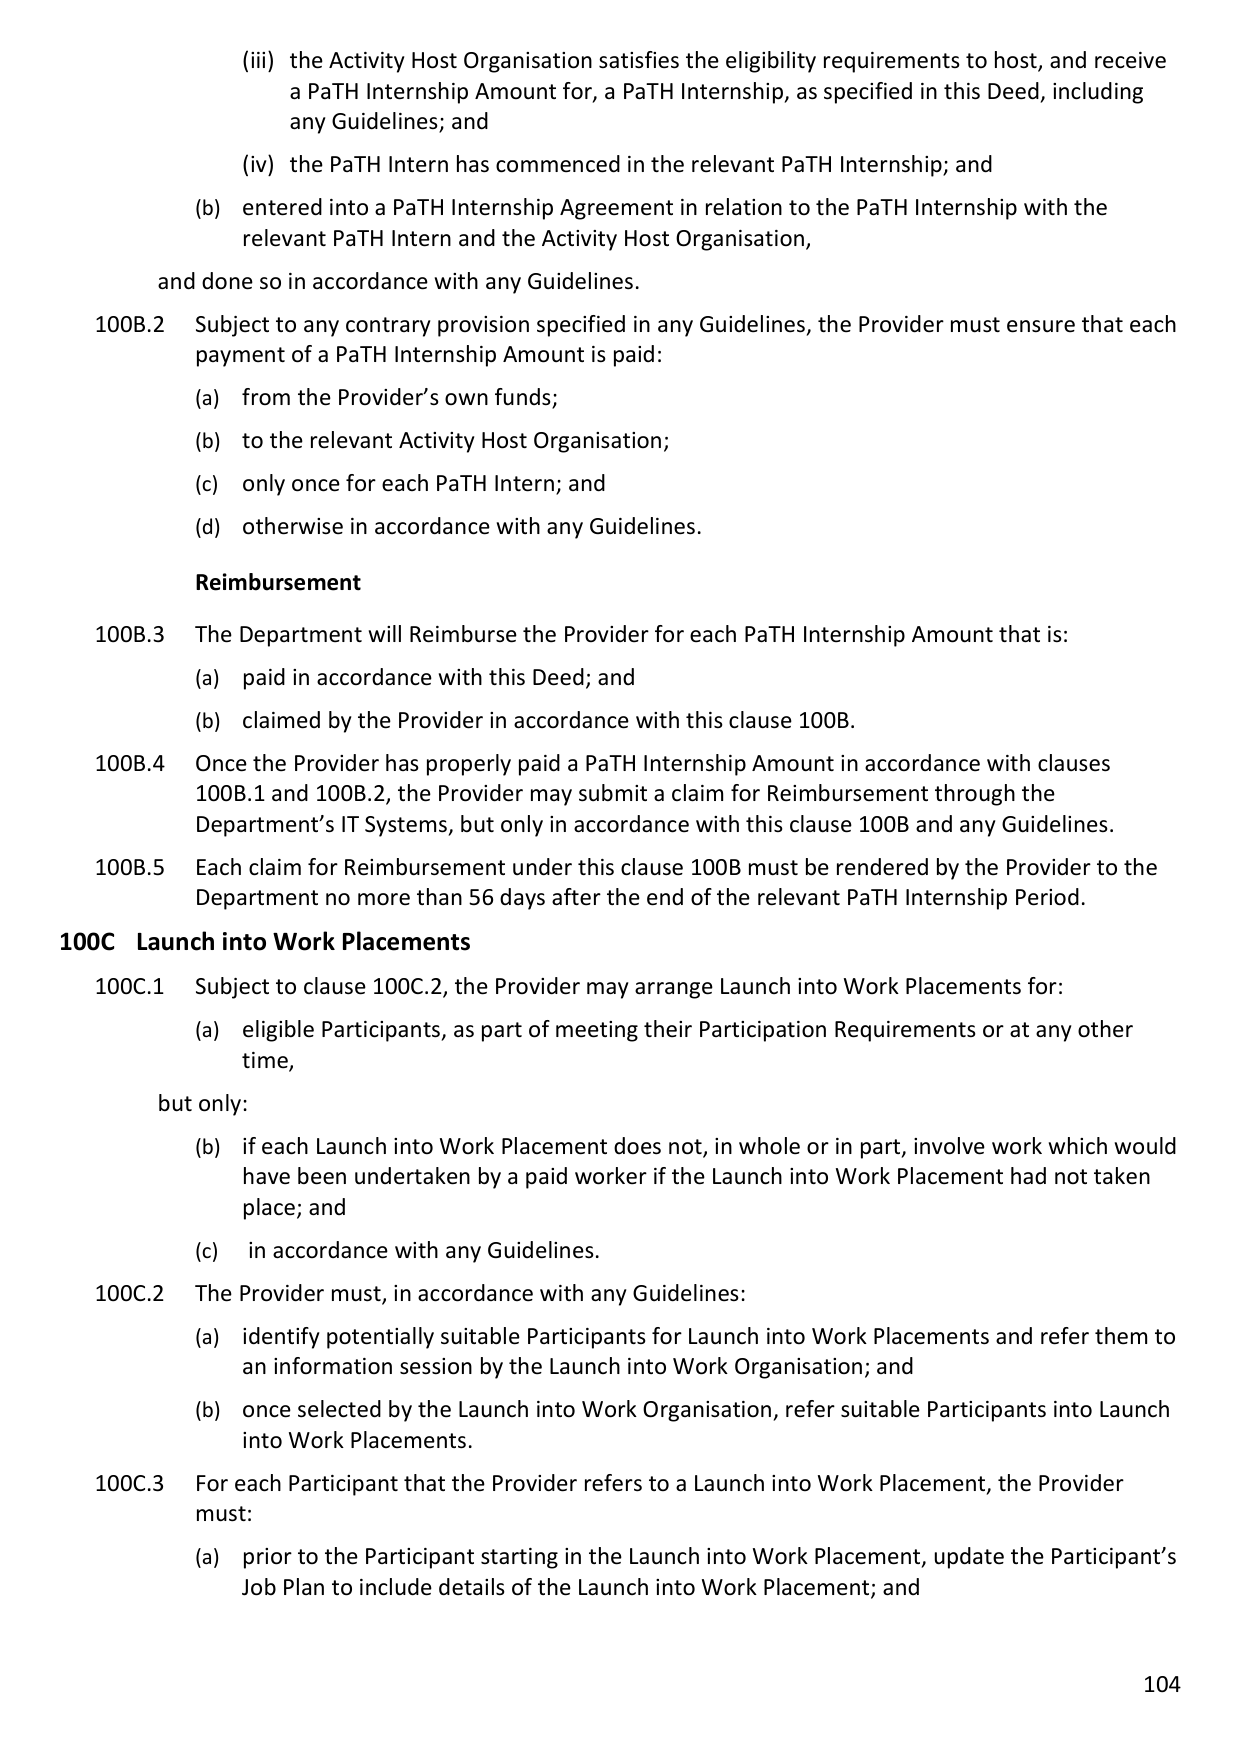 (iii) the Activity Host Organisation satisfies the eligibility requirements to host, and receive
a PaTH Internship Amount for, a PaTH Internship, as specified in this Deed, including
any Guidelines; and
(iv) the PaTH Intern has commenced in the relevant PaTH Internship; and
(b) entered into a PaTH Internship Agreement in relation to the PaTH Internship with the
relevant PaTH Intern and the Activity Host Organisation,
and done so in accordance with any Guidelines.
100B.2 Subject to any contrary provision specified in any Guidelines, the Provider must ensure that each
payment of a PaTH Internship Amount is paid:
(a) from the Provider’s own funds;
(b) to the relevant Activity Host Organisation;
(c) only once for each PaTH Intern; and
(d) otherwise in accordance with any Guidelines.
Reimbursement
100B.3 The Department will Reimburse the Provider for each PaTH Internship Amount that is:
(a) paid in accordance with this Deed; and
(b) claimed by the Provider in accordance with this clause 100B.
100B.4 Once the Provider has properly paid a PaTH Internship Amount in accordance with clauses
100B.1 and 100B.2, the Provider may submit a claim for Reimbursement through the
Department’s IT Systems, but only in accordance with this clause 100B and any Guidelines.
100B.5 Each claim for Reimbursement under this clause 100B must be rendered by the Provider to the
Department no more than 56 days after the end of the relevant PaTH Internship Period.
100C Launch into Work Placements
100C.1 Subject to clause 100C.2, the Provider may arrange Launch into Work Placements for:
(a) eligible Participants, as part of meeting their Participation Requirements or at any other
time,
but only:
(b) if each Launch into Work Placement does not, in whole or in part, involve work which would
have been undertaken by a paid worker if the Launch into Work Placement had not taken
place; and
(c) in accordance with any Guidelines.
100C.2 The Provider must, in accordance with any Guidelines:
(a) identify potentially suitable Participants for Launch into Work Placements and refer them to
an information session by the Launch into Work Organisation; and
(b) once selected by the Launch into Work Organisation, refer suitable Participants into Launch
into Work Placements.
100C.3 For each Participant that the Provider refers to a Launch into Work Placement, the Provider
must:
(a) prior to the Participant starting in the Launch into Work Placement, update the Participant’s
Job Plan to include details of the Launch into Work Placement; and
104